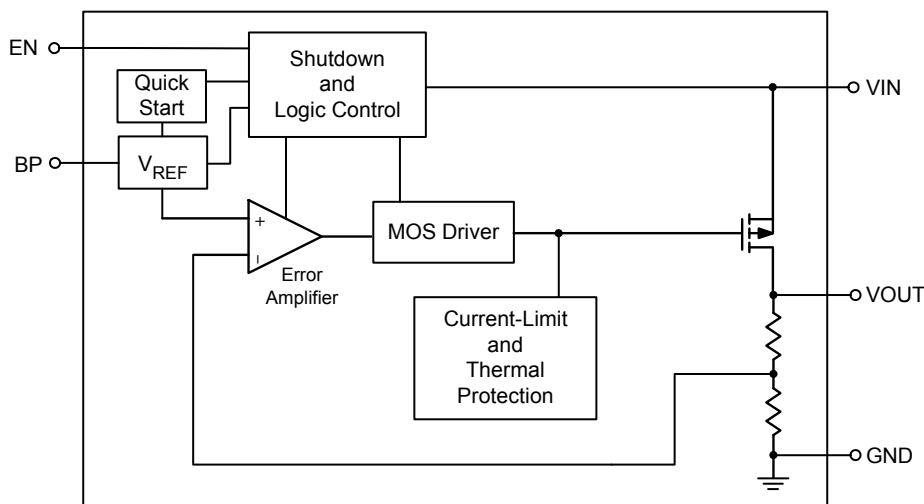 EN
Shutdown
and
Logic Control
Quick
Start
VIN
BP
V_REF
+
−
MOS Driver
Error
Amplifier
VOUT
Current-Limit
and
Thermal
Protection
GND